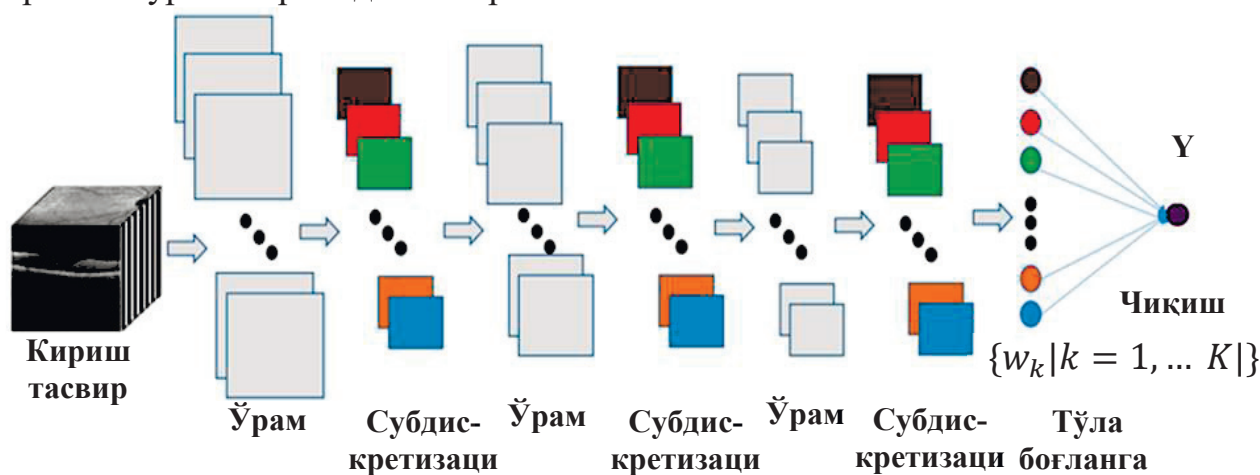 Y
Чиқиш
{w_k|k = 1, … K|}
Кириш
тасвир
Ўрам
Субдис-
кретизаци
Ўрам
Субдис-
кретизаци
Ўрам
Субдис-
кретизаци
Тўла
боғланга